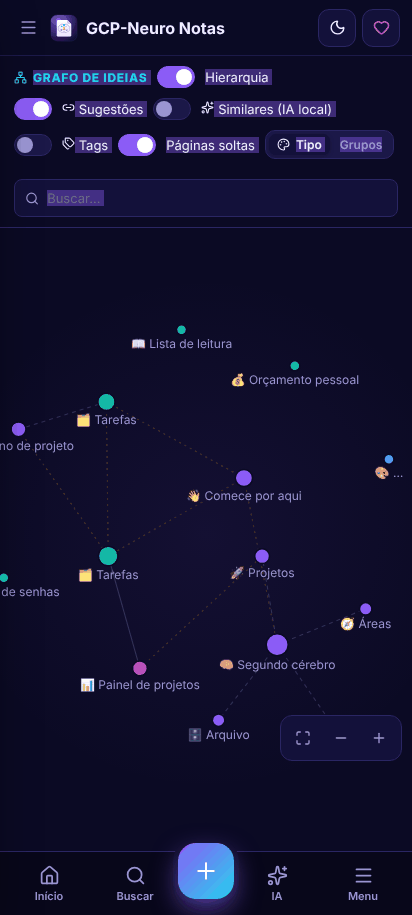 GCP-Neuro Notas
GRAFO DE IDEIAS Hierarquia
Sugestões Similares (IA local)
Tags Páginas soltas Tipo Grupos
Buscar...
Lista de leitura
Orçamento pessoal
Tarefas
no de projeto
...
Comece por aqui
Tarefas
Projetos
de senhas
Áreas
Segundo cérebro
Painel de projetos
Arquivo
Início Buscar IA Menu